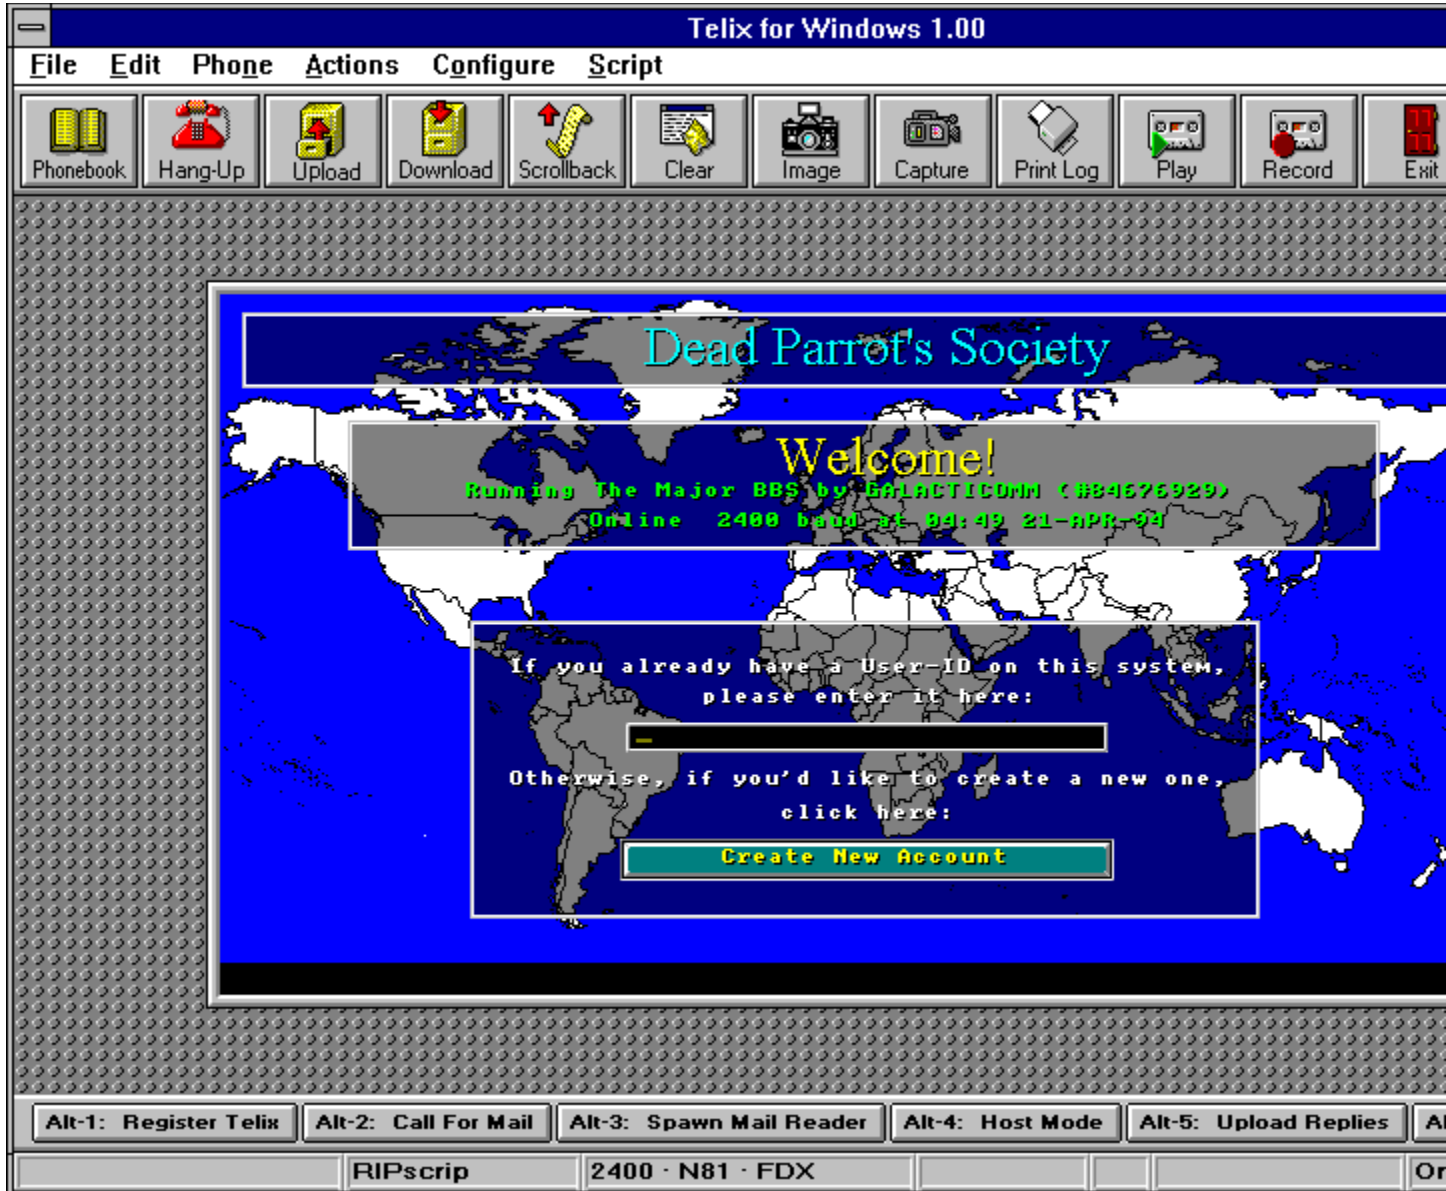 Telix for Windows 1.00
File Edit Phone Actions Configure Script
Phonebook Hang-Up Upload Download Scrollback Clear Image Capture Print Log Play Record Exit
Dead Parrot's Society
Welcome!
Running The Major BBS by GALACTICOMM (#84676929)
Online 2400 baud at 04:49 21-APR-94
If you already have a User-ID on this system,
please enter it here:
Otherwise, if you'd like to create a new one,
click here:
Create New Account
Alt-1: Register Telix Alt-2: Call For Mail Alt-3: Spawn Mail Reader Alt-4: Host Mode Alt-5: Upload Replies
RIPscrip 2400 · N81 · FDX